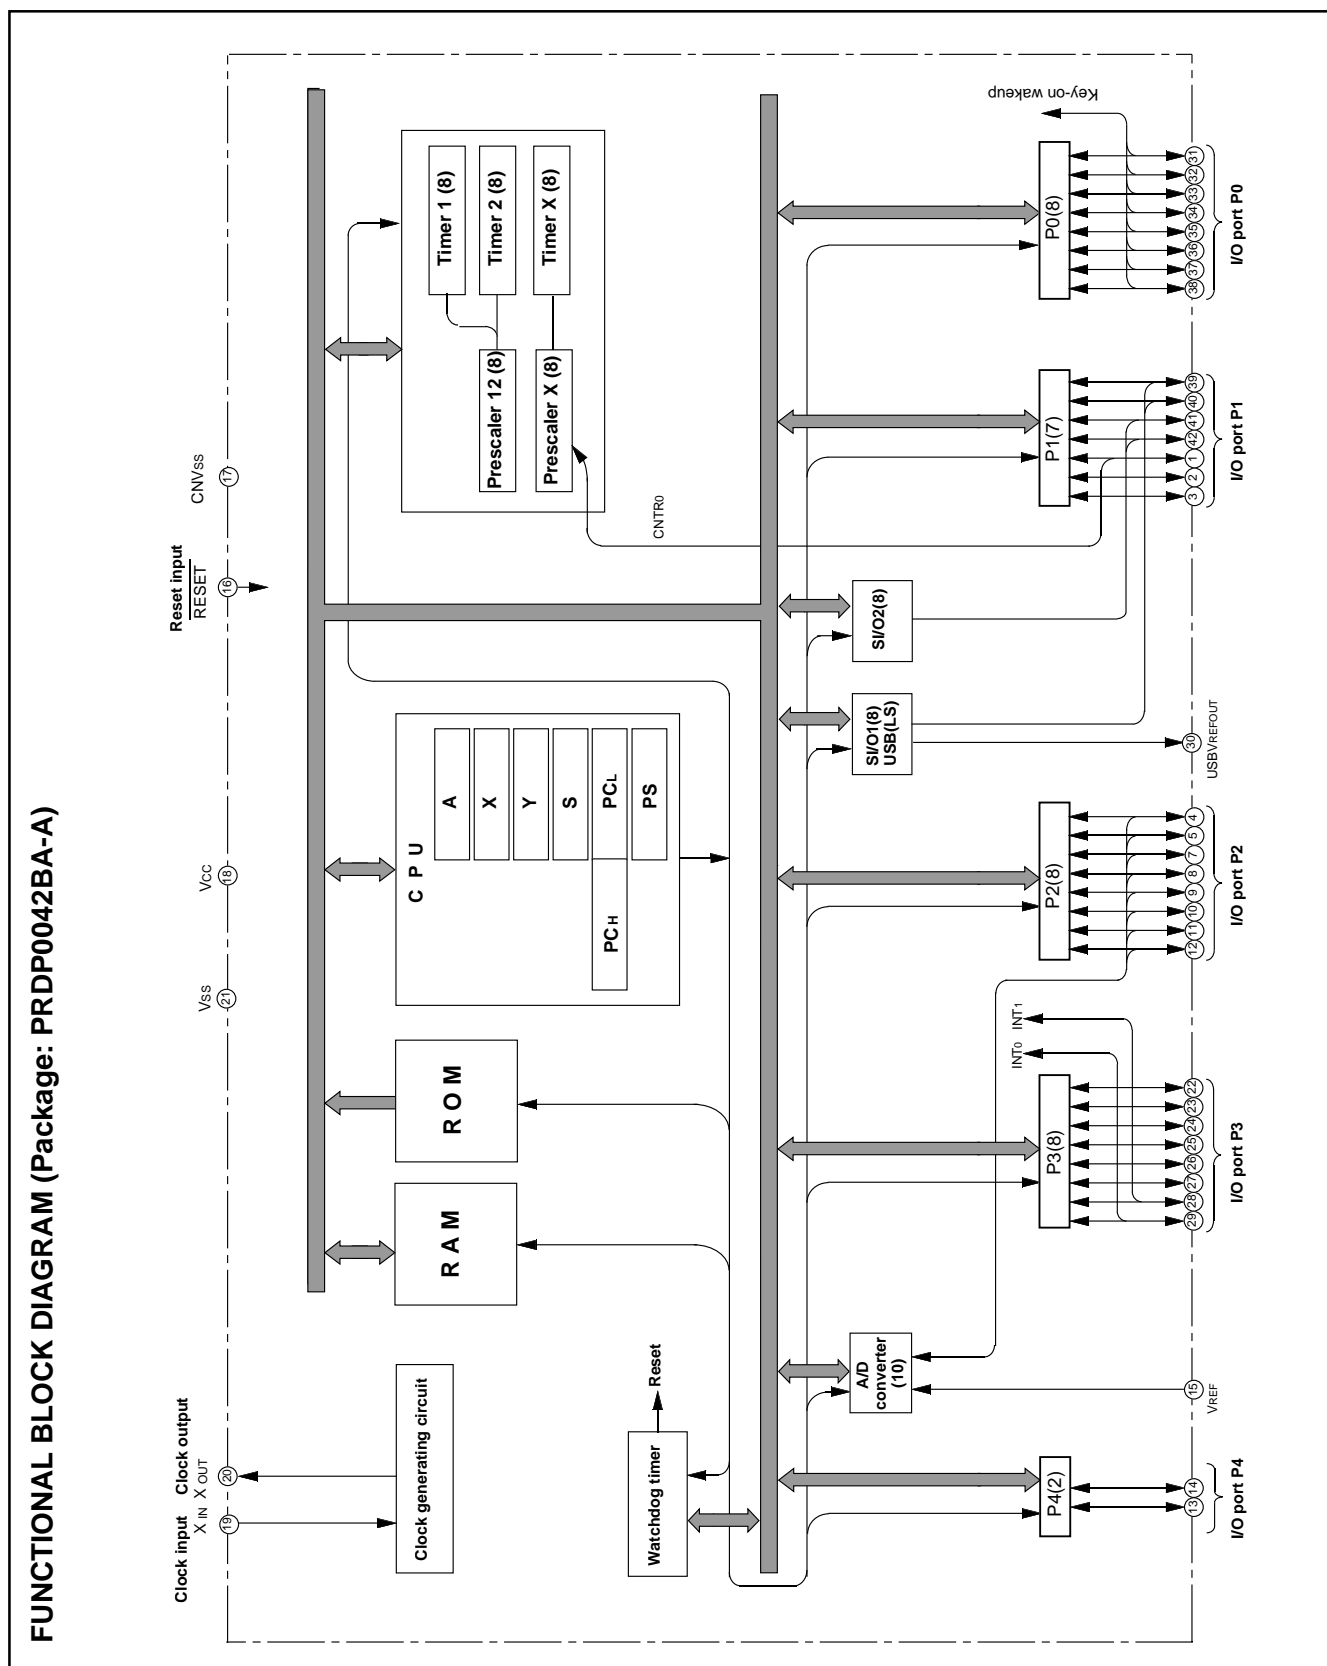 FUNCTIONAL BLOCK DIAGRAM (Package: PRDP0042BA-A)
Clock input
X IN
19
Clock output
X OUT
20
VSS
21
VCC
18
Reset input
RESET
16
CNVSS
17
Clock generating circuit
RAM
ROM
CPU
A
X
Y
S
PCH
PCL
PS
Timer 1 (8)
Timer 2 (8)
Timer X (8)
Prescaler 12 (8)
Prescaler X (8)
CNTR0
Watchdog timer
Reset
A/D
converter
(10)
SI/O1(8)
USB(LS)
SI/O2(8)
INT0
INT1
Key-on wakeup
P4(2)
P3(8)
P2(8)
P1(7)
P0(8)
13 14
15
29 28 27 26 25 24 23 22
12 11 10 9 8 7 5 4
30
3 2 1 42 41 40 39
38 37 36 35 34 33 32 31
I/O port P4
VREF
I/O port P3
I/O port P2
USBVREFOUT
I/O port P1
I/O port P0